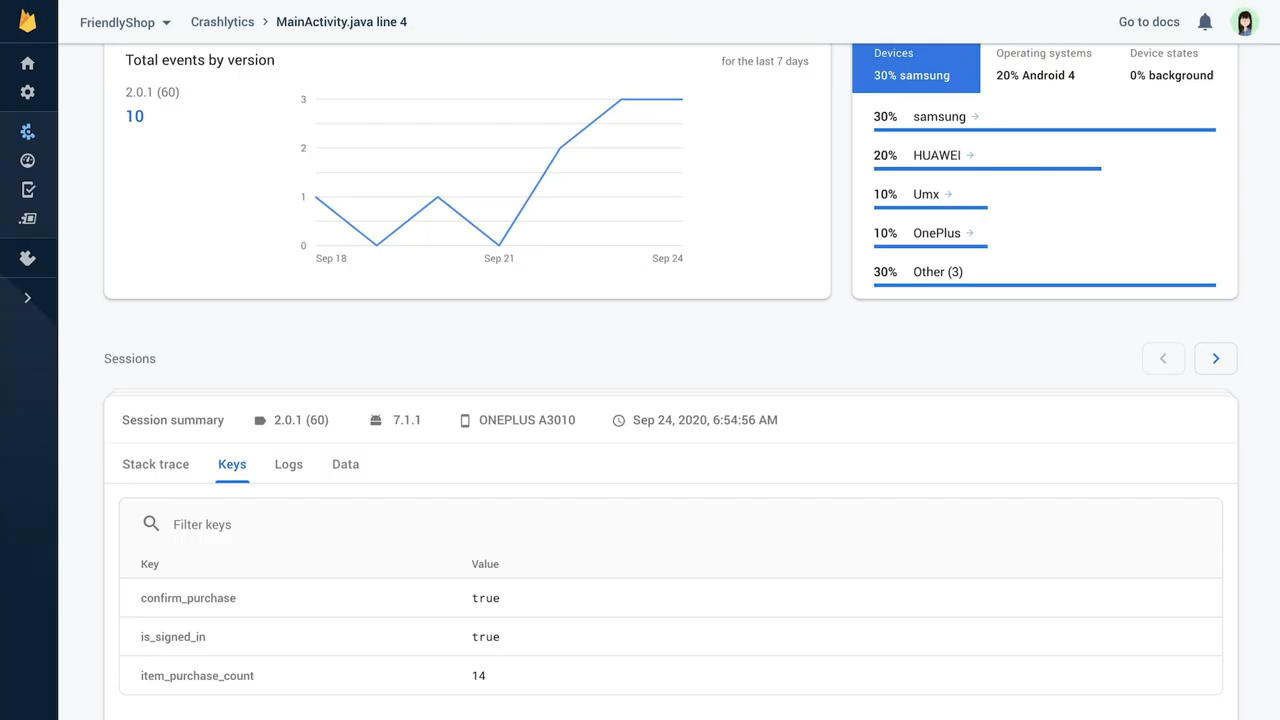 FriendlyShop Crashlytics MainActivity.java line 4 Go to docs
Total events by version for the last 7 days
2.0.1 (60)
10
3
2
1
0
Sep 18 Sep 21 Sep 24
Devices Operating systems Device states
30% samsung 20% Android 4 0% background
30% samsung
20% HUAWEI
10% Umx
10% OnePlus
30% Other (3)
Sessions
Session summary 2.0.1 (60) 7.1.1 ONEPLUS A3010 Sep 24, 2020, 6:54:56 AM
Stack trace Keys Logs Data
Filter keys
Key Value
confirm_purchase true
is_signed_in true
item_purchase_count 14